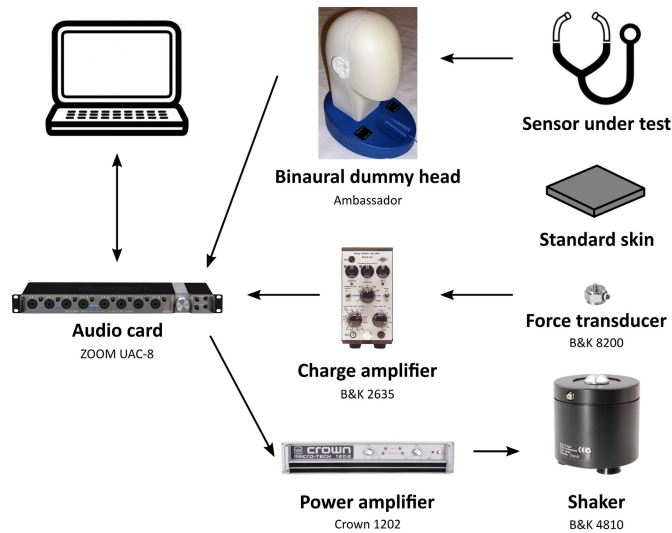 Sensor under test
Binaural dummy head
Ambassador
Standard skin
Audio card
ZOOM UAC-8
Charge amplifier
B&K 2635
Force transducer
B&K 8200
crown
MACRO-TECH 1202
Power amplifier
Crown 1202
Shaker
B&K 4810